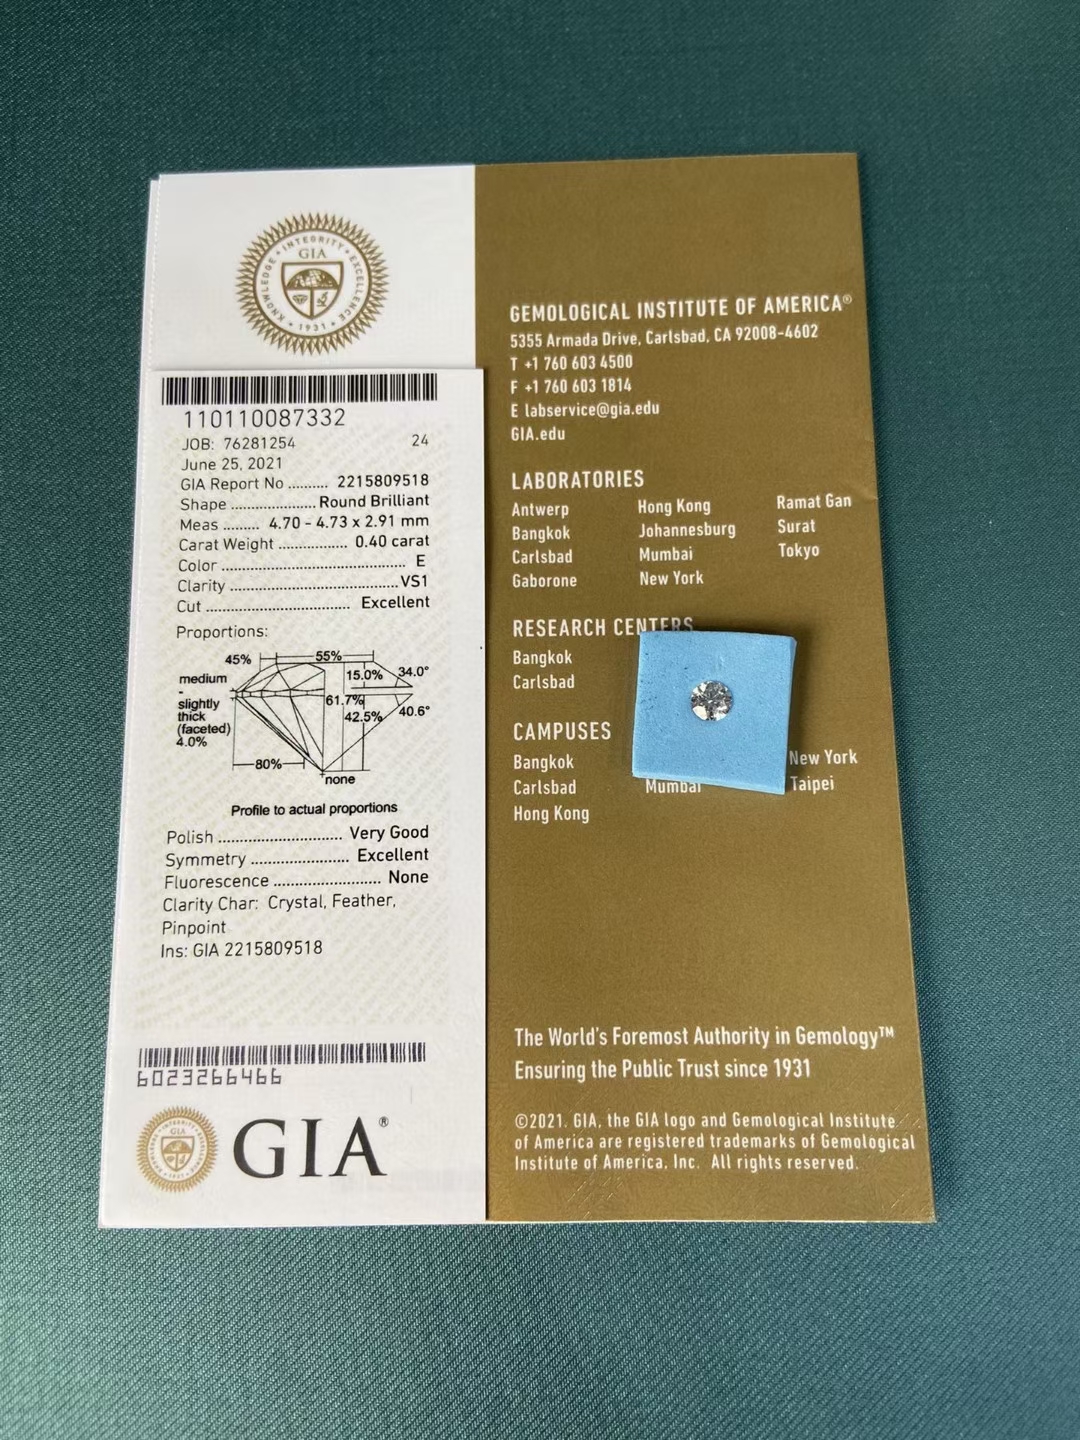 KNOWLEDGE • INTEGRITY • EXCELLENCE
GIA
• 1931 •
110110087332
JOB: 76281254 24
June 25, 2021
GIA Report No .......... 2215809518
Shape .................... Round Brilliant
Meas ......... 4.70 - 4.73 x 2.91 mm
Carat Weight ................. 0.40 carat
Color ............................................. E
Clarity ........................................ VS1
Cut ..................................... Excellent
Proportions:
45% 55%
medium 15.0% 34.0°
-
slightly 61.7%
thick 42.5% 40.6°
(faceted)
4.0%
80%
none
Profile to actual proportions
Polish ............................. Very Good
Symmetry ....................... Excellent
Fluorescence ......................... None
Clarity Char: Crystal, Feather,
Pinpoint
Ins: GIA 2215809518
6023266466
GIA®
GEMOLOGICAL INSTITUTE OF AMERICA®
5355 Armada Drive, Carlsbad, CA 92008-4602
T +1 760 603 4500
F +1 760 603 1814
E labservice@gia.edu
GIA.edu
LABORATORIES
Antwerp Hong Kong Ramat Gan
Bangkok Johannesburg Surat
Carlsbad Mumbai Tokyo
Gaborone New York
RESEARCH CENTERS
Bangkok
Carlsbad
CAMPUSES
Bangkok New York
Carlsbad Mumbai Taipei
Hong Kong
The World's Foremost Authority in Gemology™
Ensuring the Public Trust since 1931
©2021. GIA, the GIA logo and Gemological Institute
of America are registered trademarks of Gemological
Institute of America, Inc. All rights reserved.